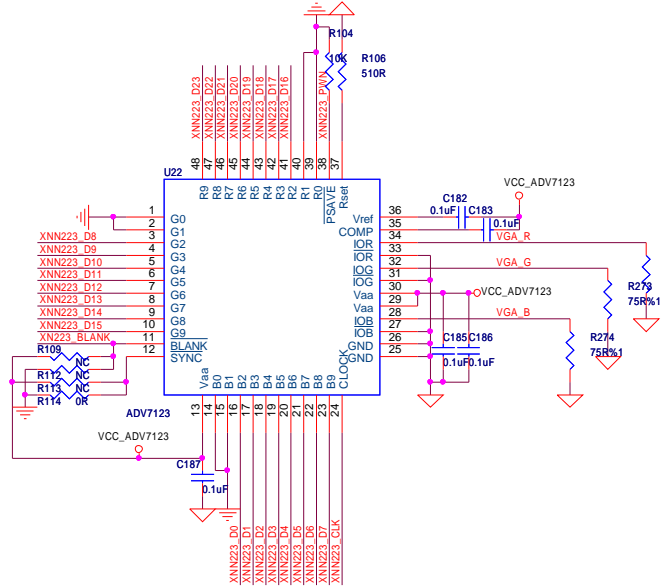 R104
10K
R106
510R
XNN223_D23
XNN223_D22
XNN223_D21
XNN223_D20
XNN223_D19
XNN223_D18
XNN223_D17
XNN223_D16
XNN223_PWN
48
47
46
45
44
43
42
41
40
39
38
37
U22
R9
R8
R7
R6
R5
R4
R3
R2
R1
R0
PSAVE
Rset
1
2
3
4
5
6
7
8
9
10
11
12
G0
G1
G2
G3
G4
G5
G6
G7
G8
G9
BLANK
SYNC
XNN223_D8
XNN223_D9
XNN223_D10
XNN223_D11
XNN223_D12
XNN223_D13
XNN223_D14
XNN223_D15
XN223_BLANK
R109
NC
R112
NC
R113
NC
R114
0R
Vref
COMP
IOR
IOR
IOG
IOG
Vaa
Vaa
IOB
IOB
GND
GND
36
35
34
33
32
31
30
29
28
27
26
25
C182
0.1uF
C183
0.1uF
VCC_ADV7123
VGA_R
VGA_G
VCC_ADV7123
VGA_B
R273
75R%1
R274
75R%1
C185
0.1uF
C186
0.1uF
Vaa
B0
B1
B2
B3
B4
B5
B6
B7
B8
B9
CLOCK
13
14
15
16
17
18
19
20
21
22
23
24
ADV7123
VCC_ADV7123
C187
0.1uF
XNN223_D0
XNN223_D1
XNN223_D2
XNN223_D3
XNN223_D4
XNN223_D5
XNN223_D6
XNN223_D7
XNN223_CLK